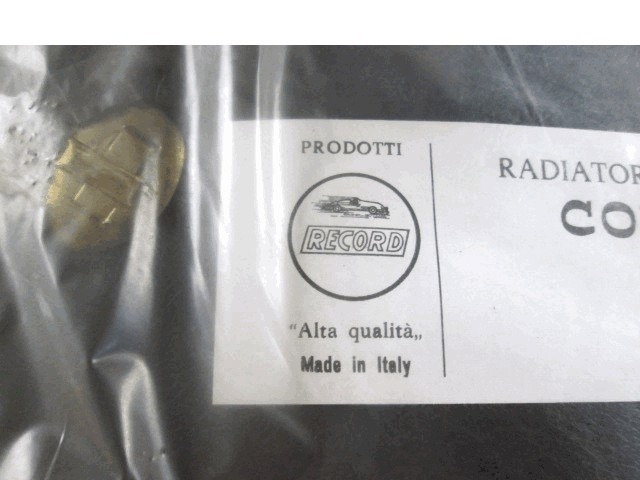 PRODOTTI
RECORD
"Alta qualità„
Made in Italy
RADIATOR
CO